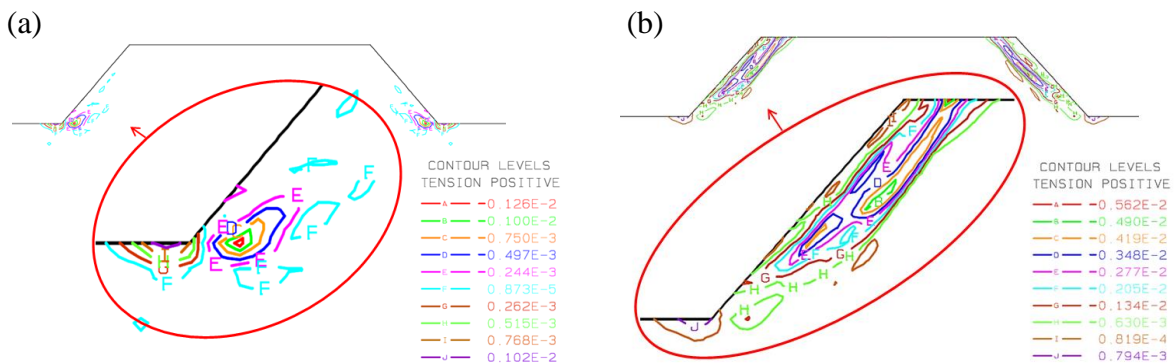 (a)
(b)
F
F
E
F
E
D
F
I
G
E
E
F
F
CONTOUR LEVELS
TENSION POSITIVE
A -0.126E-2
B -0.100E-2
C -0.750E-3
D -0.497E-3
E -0.244E-3
F 0.873E-5
G 0.262E-3
H 0.515E-3
I 0.768E-3
J 0.102E-2
I
F
E
D
B
H
E
H
F
E
F
G
G
H
H
H
H
J
CONTOUR LEVELS
TENSION POSITIVE
A -0.562E-2
B -0.490E-2
C -0.419E-2
D -0.348E-2
E -0.277E-2
F -0.205E-2
G -0.134E-2
H -0.630E-3
I 0.819E-4
J 0.794E-3